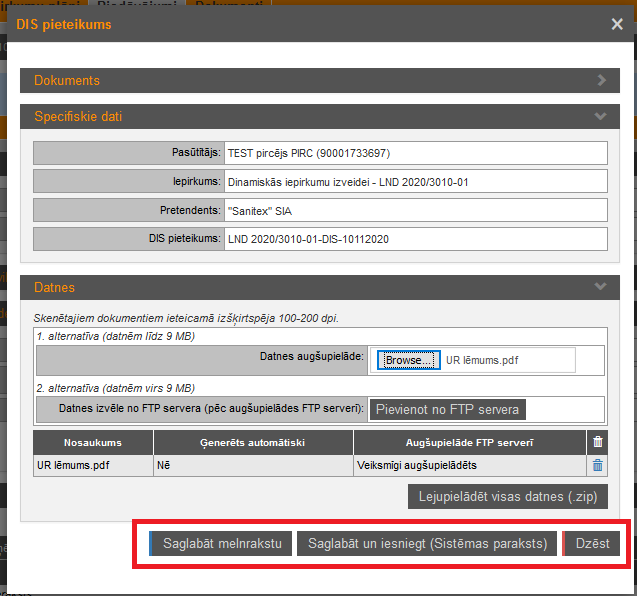 DIS pieteikums
Dokuments
Specifiskie dati
Pasūtītājs: TEST pircējs PIRC (90001733697)
Iepirkums: Dinamiskās iepirkumu izveidei - LND 2020/3010-01
Pretendents: "Sanitex" SIA
DIS pieteikums: LND 2020/3010-01-DIS-10112020
Datnes
Skenētajiem dokumentiem ieteicamā izšķirtspēja 100-200 dpi.
1. alternatīva (datnēm līdz 9 MB)
Datnes augšupielāde: Browse... UR lēmums.pdf
2. alternatīva (datnēm virs 9 MB)
Datnes izvēle no FTP servera (pēc augšupielādes FTP serverī): Pievienot no FTP servera
Nosaukums Ģenerēts automātiski Augšupielāde FTP serverī
UR lēmums.pdf Nē Veiksmīgi augšupielādēts
Lejupielādēt visas datnes (.zip)
Saglabāt melnrakstu Saglabāt un iesniegt (Sistēmas paraksts) Dzēst